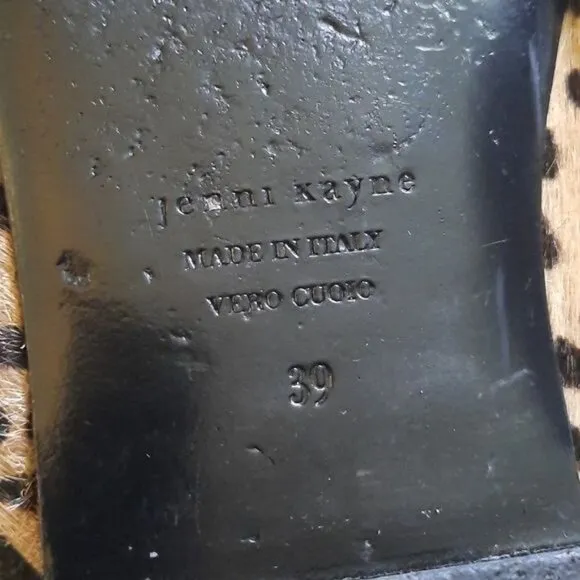 jenni kayne
MADE IN ITALY
VERO CUOIO
39